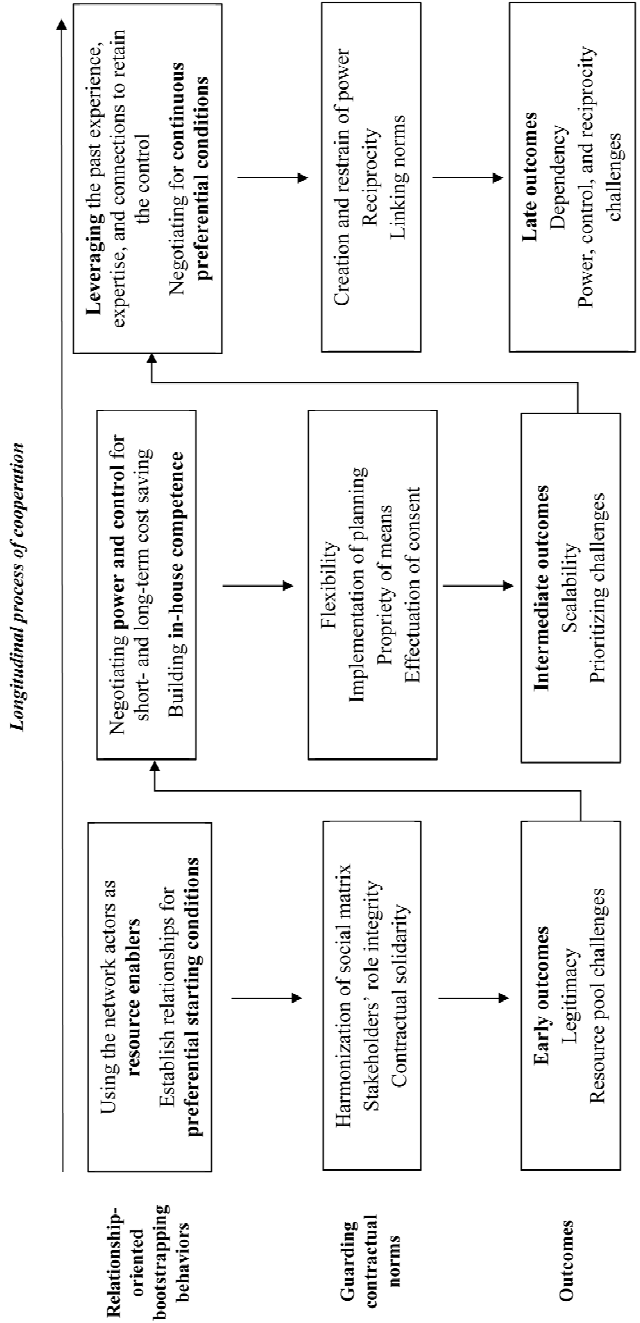 Longitudinal process of cooperation
Relationship-
oriented
bootstrapping
behaviors
Using the network actors as
resource enablers
Establish relationships for
preferential starting conditions
Negotiating power and control for
short- and long-term cost saving
Building in-house competence
Leveraging the past experience,
expertise, and connections to retain
the control
Negotiating for continuous
preferential conditions
Guarding
contractual
norms
Harmonization of social matrix
Stakeholders’ role integrity
Contractual solidarity
Flexibility
Implementation of planning
Propriety of means
Effectuation of consent
Creation and restrain of power
Reciprocity
Linking norms
Outcomes
Early outcomes
Legitimacy
Resource pool challenges
Intermediate outcomes
Scalability
Prioritizing challenges
Late outcomes
Dependency
Power, control, and reciprocity
challenges